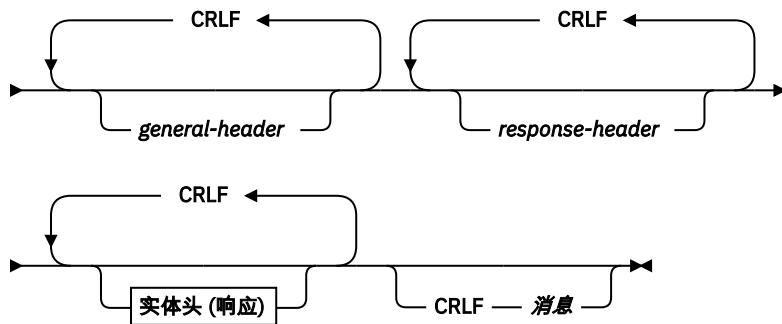 CRLF CRLF
general-header response-header
CRLF
实体头 (响应)
CRLF 消息